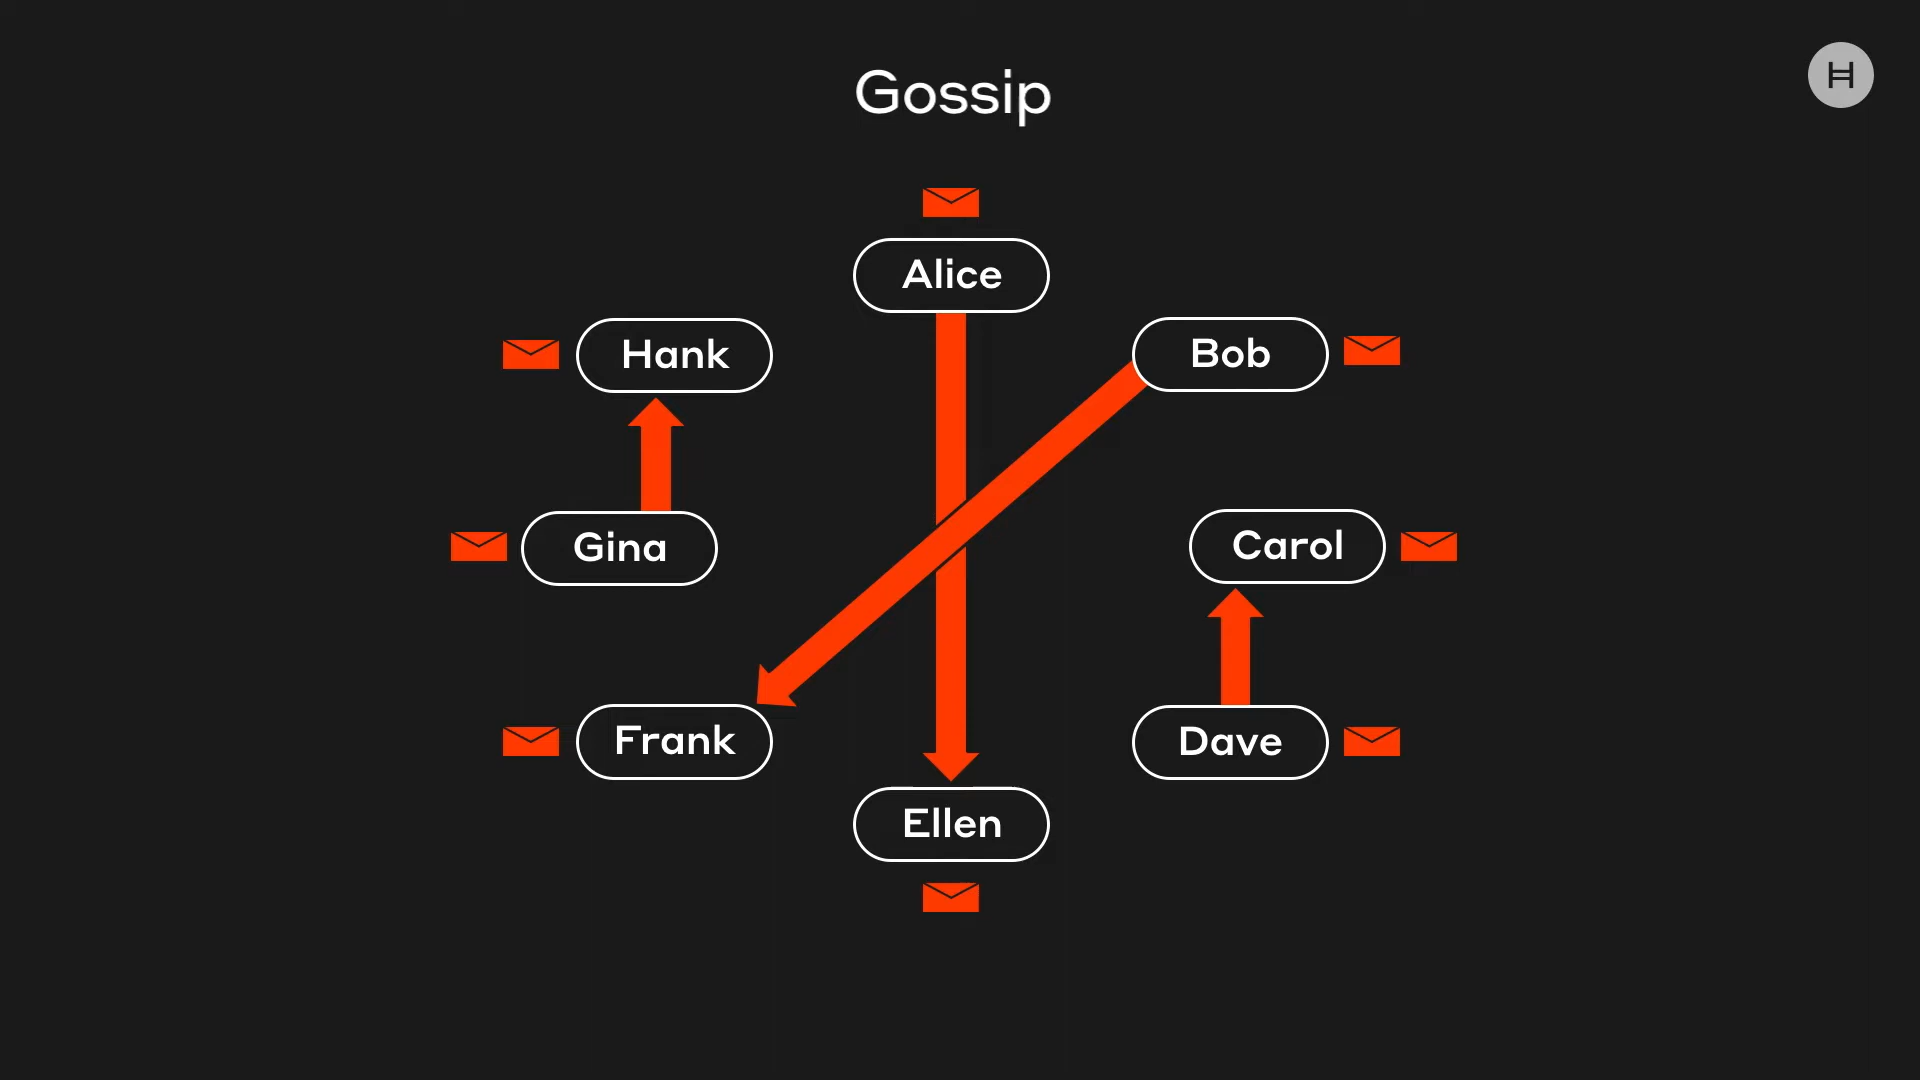 Gossip
H
Alice
Hank
Bob
Gina
Carol
Frank
Dave
Ellen